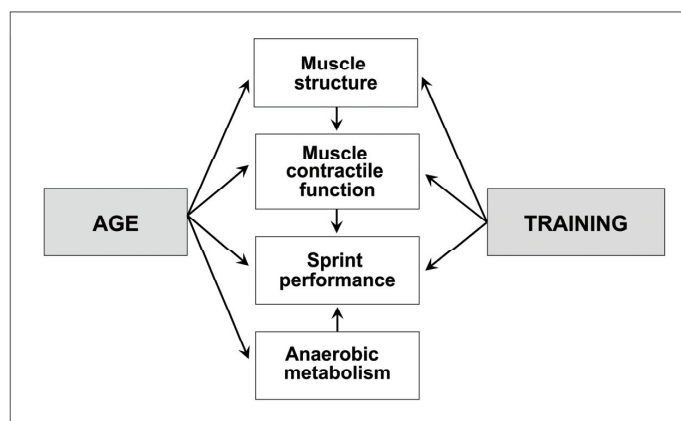 Muscle
structure
Muscle
contractile
function
AGE
TRAINING
Sprint
performance
Anaerobic
metabolism